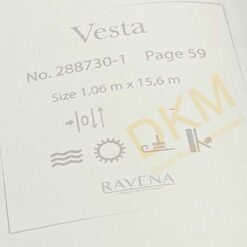 Vesta
No. 288730-1 Page 59
Size 1,06 m x 15,6 m
RAVENA
DKM